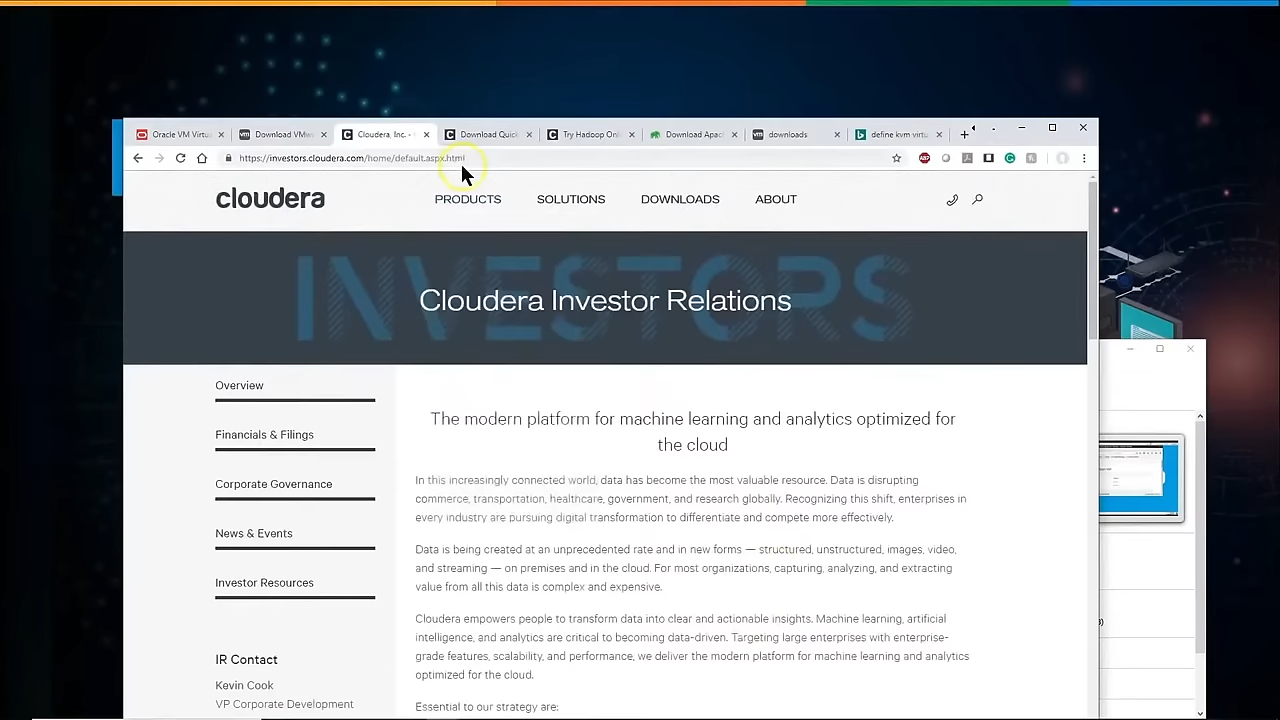 Oracle VM Virtu
Download VMw
Cloudera, Inc. -
Download Quic
Try Hadoop Onl
Download Apac
downloads
define kvm virtu
https://investors.cloudera.com/home/default.aspx.html
cloudera
PRODUCTS
SOLUTIONS
DOWNLOADS
ABOUT
INVESTORS
Cloudera Investor Relations
Overview
Financials & Filings
Corporate Governance
News & Events
Investor Resources
IR Contact
Kevin Cook
VP Corporate Development
The modern platform for machine learning and analytics optimized for
the cloud
In this increasingly connected world, data has become the most valuable resource. Data is disrupting
commerce, transportation, healthcare, government, and research globally. Recognizing this shift, enterprises in
every industry are pursuing digital transformation to differentiate and compete more effectively.
Data is being created at an unprecedented rate and in new forms — structured, unstructured, images, video,
and streaming — on premises and in the cloud. For most organizations, capturing, analyzing, and extracting
value from all this data is complex and expensive.
Cloudera empowers people to transform data into clear and actionable insights. Machine learning, artificial
intelligence, and analytics are critical to becoming data-driven. Targeting large enterprises with enterprise-
grade features, scalability, and performance, we deliver the modern platform for machine learning and analytics
optimized for the cloud.
Essential to our strategy are: